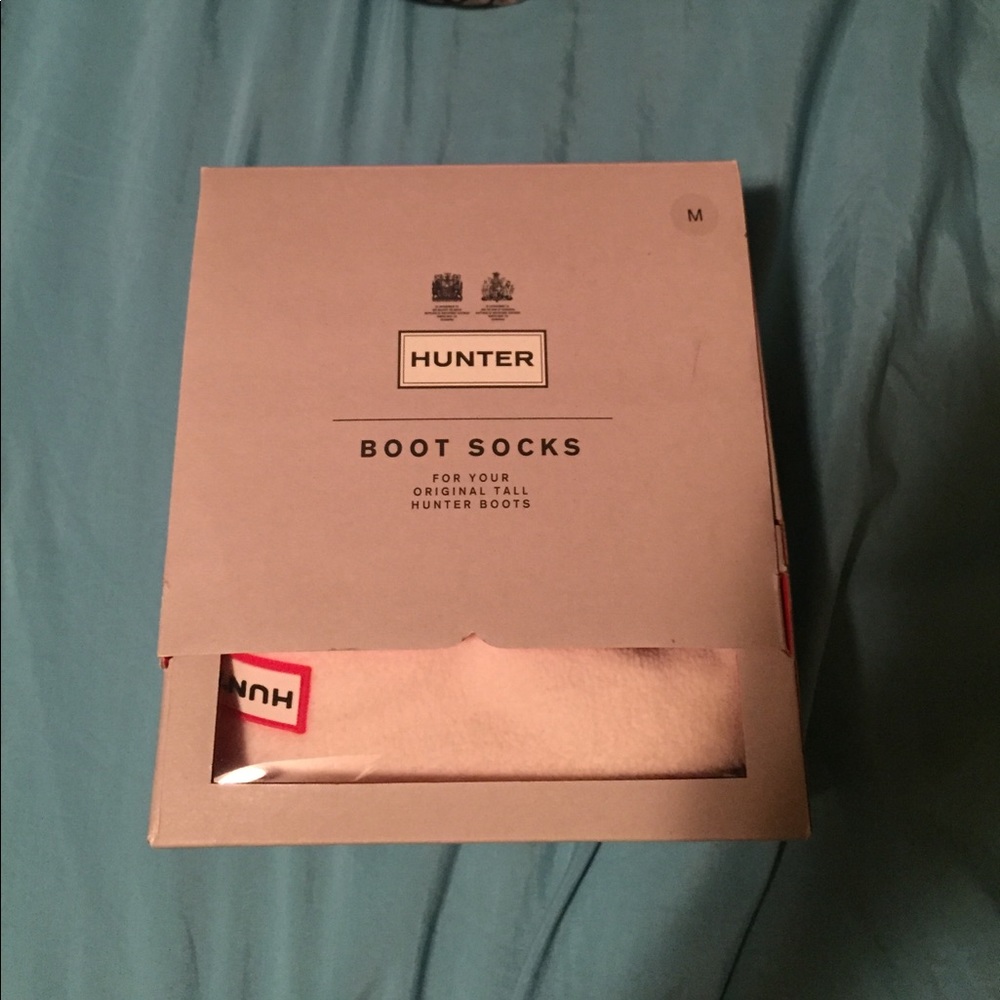 M
HUNTER
BOOT SOCKS
FOR YOUR
ORIGINAL TALL
HUNTER BOOTS
HUN